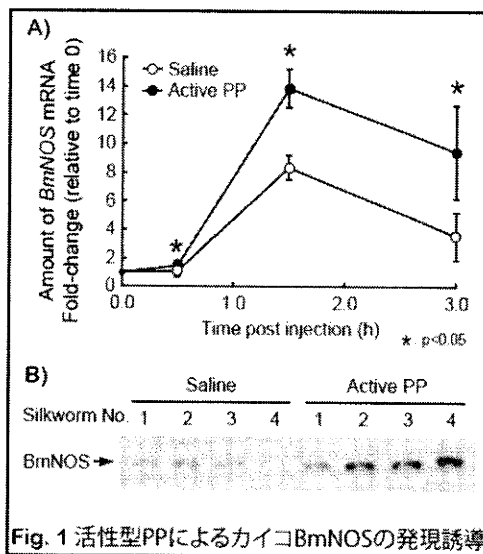 A)
Amount of BmNOS mRNA
Fold-change (relative to time 0)
16
14
12
10
8
6
4
2
0
Saline
Active PP
*
*
*
0.0
1.0
2.0
3.0
Time post injection (h)
* p<0.05
B)
Saline
Active PP
Silkworm No. 1 2 3 4 1 2 3 4
BmNOS
Fig. 1 活性型PPによるカイコBmNOSの発現誘導